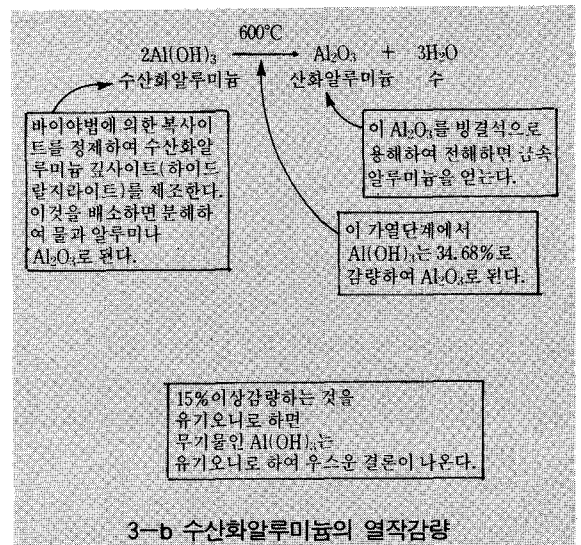 600℃
2Al(OH)₃ → Al₂O₃ + 3H₂O
수산화알루미늄 산화알루미늄 수
바이야법에 의한 복사이
트를 정제하여 수산화알
루미늄 깊사이트(하이드
랄지라이트)를 제조한다.
이것을 배소하면 분해하
여 물과 알루미나
Al₂O₃로 된다.
이 Al₂O₃를 빙결석으로
용해하여 전해하면 금속
알루미늄을 얻는다.
이 가열단계에서
Al(OH)₃는 34.68%로
감량하여 Al₂O₃로 된다.
15%이상감량하는 것을
유기오니로 하면
무기물인 Al(OH)₃는
유기오니로 하여 우스운 결론이 나온다.
3-b 수산화알루미늄의 열작감량